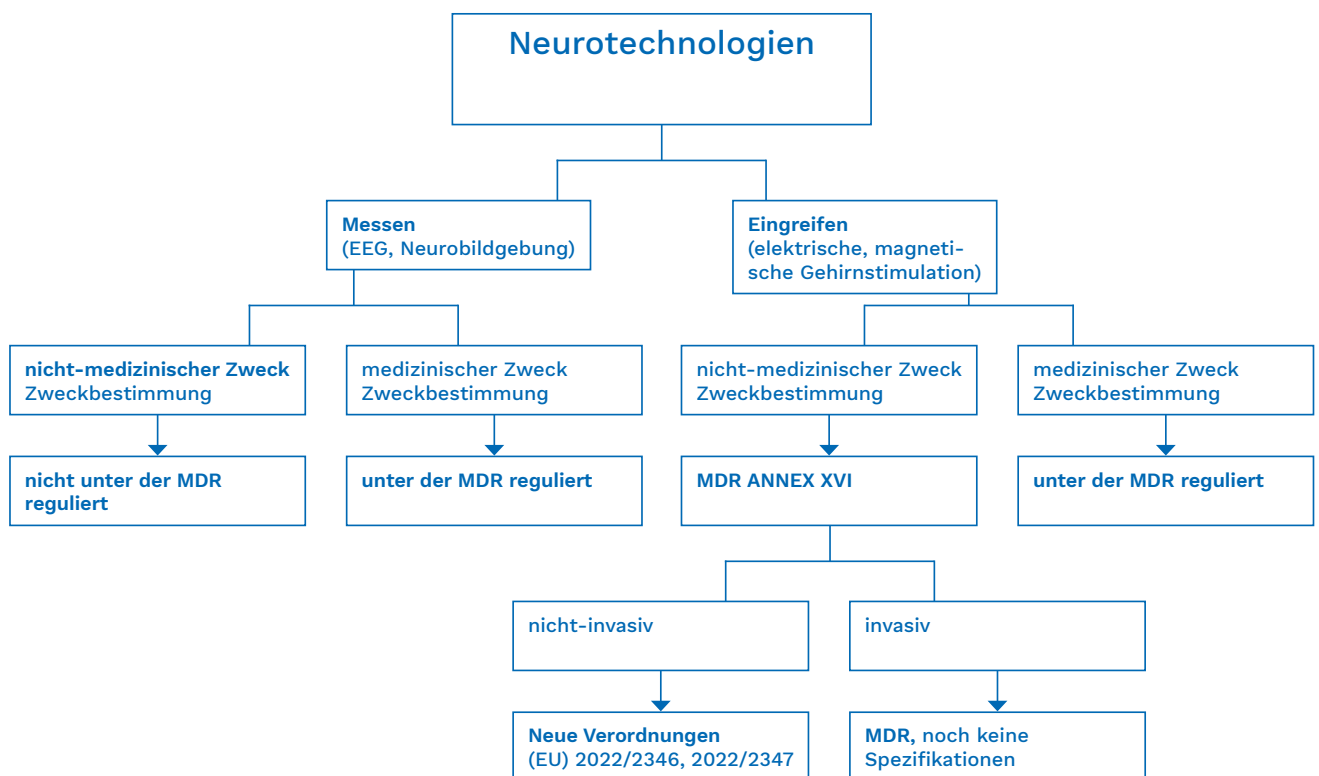 Neurotechnologien
Messen
(EEG, Neurobildgebung)
Eingreifen
(elektrische, magneti-
sche Gehirnstimulation)
nicht-medizinischer Zweck
Zweckbestimmung
medizinischer Zweck
Zweckbestimmung
nicht-medizinischer Zweck
Zweckbestimmung
medizinischer Zweck
Zweckbestimmung
nicht unter der MDR
reguliert
unter der MDR reguliert
MDR ANNEX XVI
unter der MDR reguliert
nicht-invasiv
invasiv
Neue Verordnungen
(EU) 2022/2346, 2022/2347
MDR, noch keine
Spezifikationen